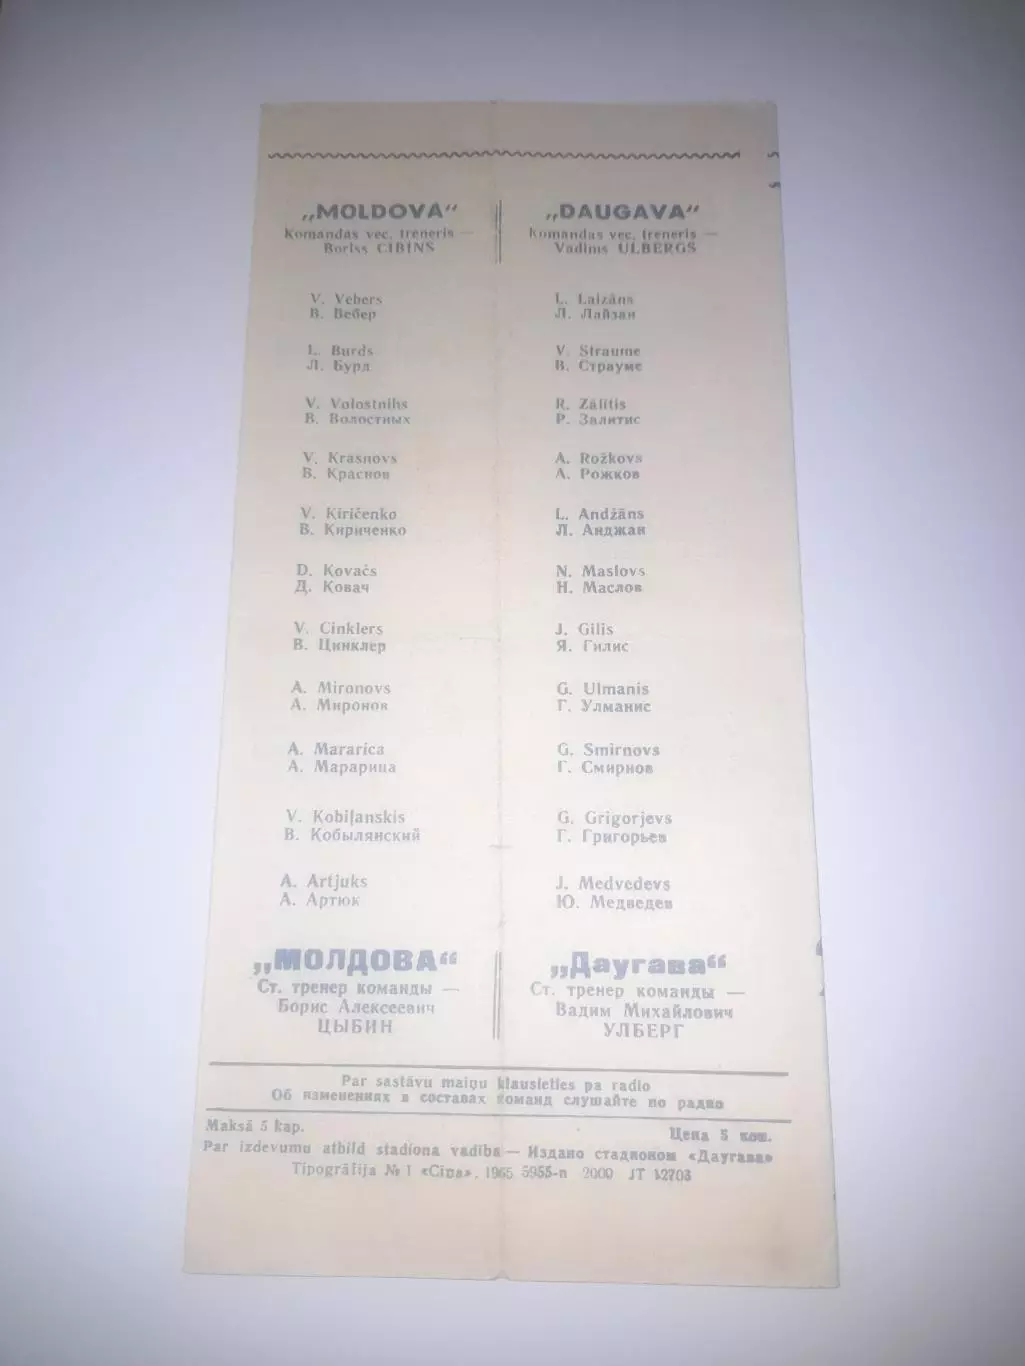 „MOLDOVA“
Komandas vec. treneris —
Boriss CIBINS
V. Vebers
В. Вебер
L. Burds
Л. Бурд
V. Volostnihs
В. Волостных
V. Krasnovs
В. Краснов
V. Kiričenko
В. Кириченко
D. Kovačs
Д. Ковач
V. Cinklers
В. Цинклер
A. Mironovs
А. Миронов
A. Mararica
А. Марарица
V. Kobiļanskis
В. Кобылянский
A. Artjuks
А. Артюк
„МОЛДОВА“
Ст. тренер команды —
Борис Алексеевич
ЦЫБИН
„DAUGAVA“
Komandas vec. treneris —
Vadims ULBERGS
L. Laizāns
Л. Лайзан
V. Straume
В. Страуме
R. Zālītis
Р. Залитис
A. Rožkovs
А. Рожков
L. Andžāns
Л. Анджан
N. Maslovs
Н. Маслов
J. Gilis
Я. Гилис
G. Ulmanis
Г. Улманис
G. Smirnovs
Г. Смирнов
G. Grigorjevs
Г. Григорьев
J. Medvedevs
Ю. Медведев
„Даугава“
Ст. тренер команды —
Вадим Михайлович
УЛБЕРГ
Par sastāvu maiņu klausieties pa radio
Об изменениях в составах команд слушайте по радио
Maksā 5 kap.
Цена 5 коп.
Par izdevumu atbild stadiona vadība — Издано стадионом «Даугава»
Tipogrāfija № 1 «Cīņa», 1965 5955-п 2000 JT 12703